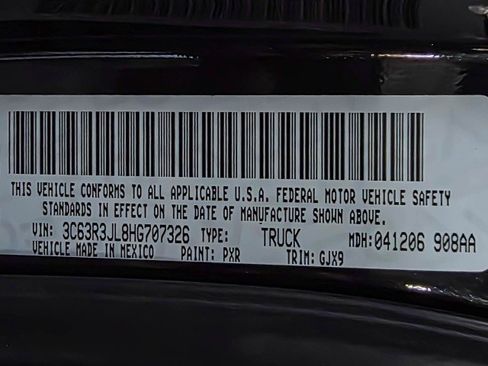 THIS VEHICLE CONFORMS TO ALL APPLICABLE U.S.A. FEDERAL MOTOR VEHICLE SAFETY
STANDARDS IN EFFECT ON THE DATE OF MANUFACTURE SHOWN ABOVE.
VIN: 3C63R3JL8HG707326 TYPE: TRUCK MDH: 041206 908AA
VEHICLE MADE IN MEXICO PAINT: PXR TRIM: GJX9